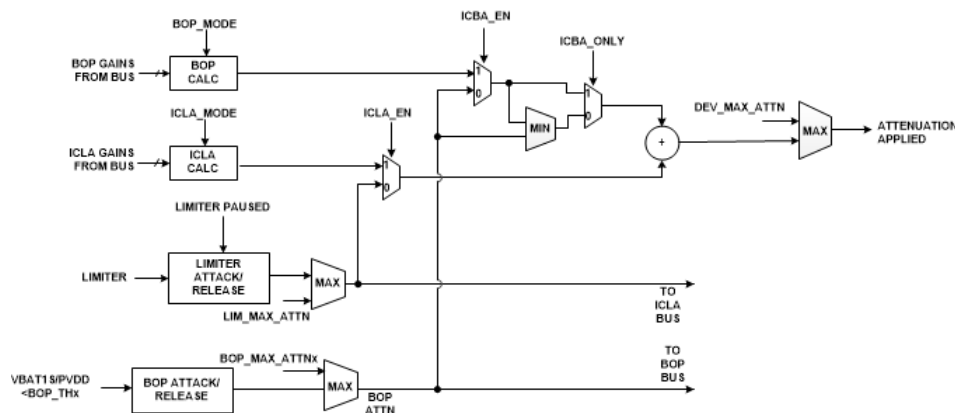 ICBA_EN
BOP_MODE
ICBA_ONLY
BOP GAINS
FROM BUS
BOP
CALC
1
0
1
0
MIN
DEV_MAX_ATTN
MAX
ATTENUATION
APPLIED
ICLA_MODE
ICLA_EN
ICLA GAINS
FROM BUS
ICLA
CALC
1
0
+
LIMITER PAUSED
LIMITER
LIMITER
ATTACK/
RELEASE
MAX
LIM_MAX_ATTN
TO
ICLA
BUS
BOP_MAX_ATTNx
VBAT1S/PVDD
<BOP_THx
BOP ATTACK/
RELEASE
MAX
BOP
ATTN
TO
BOP
BUS